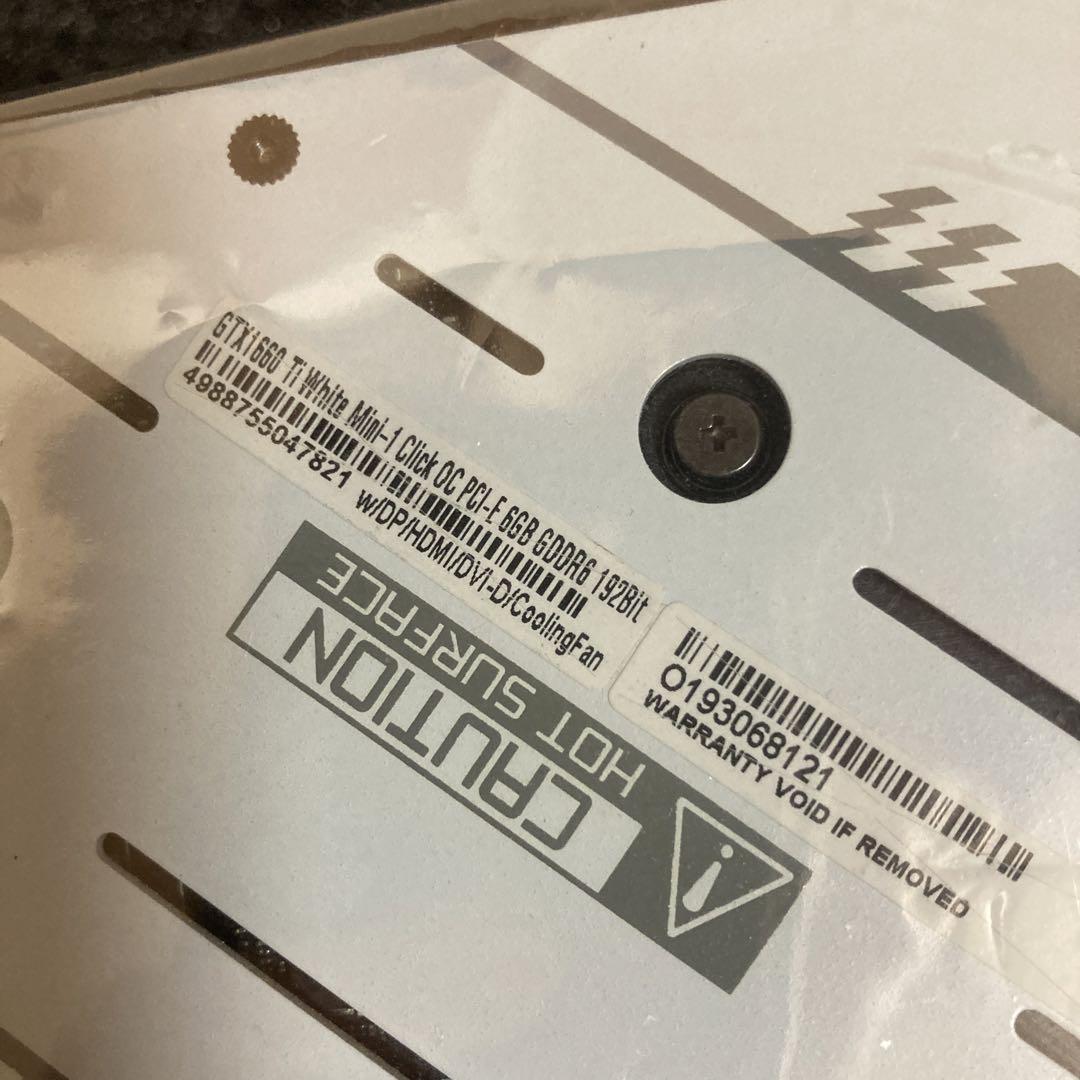 GTX1660 Ti White Mini-1 Click OC PCI-E 6GB GDDR6 192Bit
4988755047821
w/DP/HDMI/DVI-D/CoolingFan
O193068121
WARRANTY VOID IF REMOVED
CAUTION
HOT SURFACE